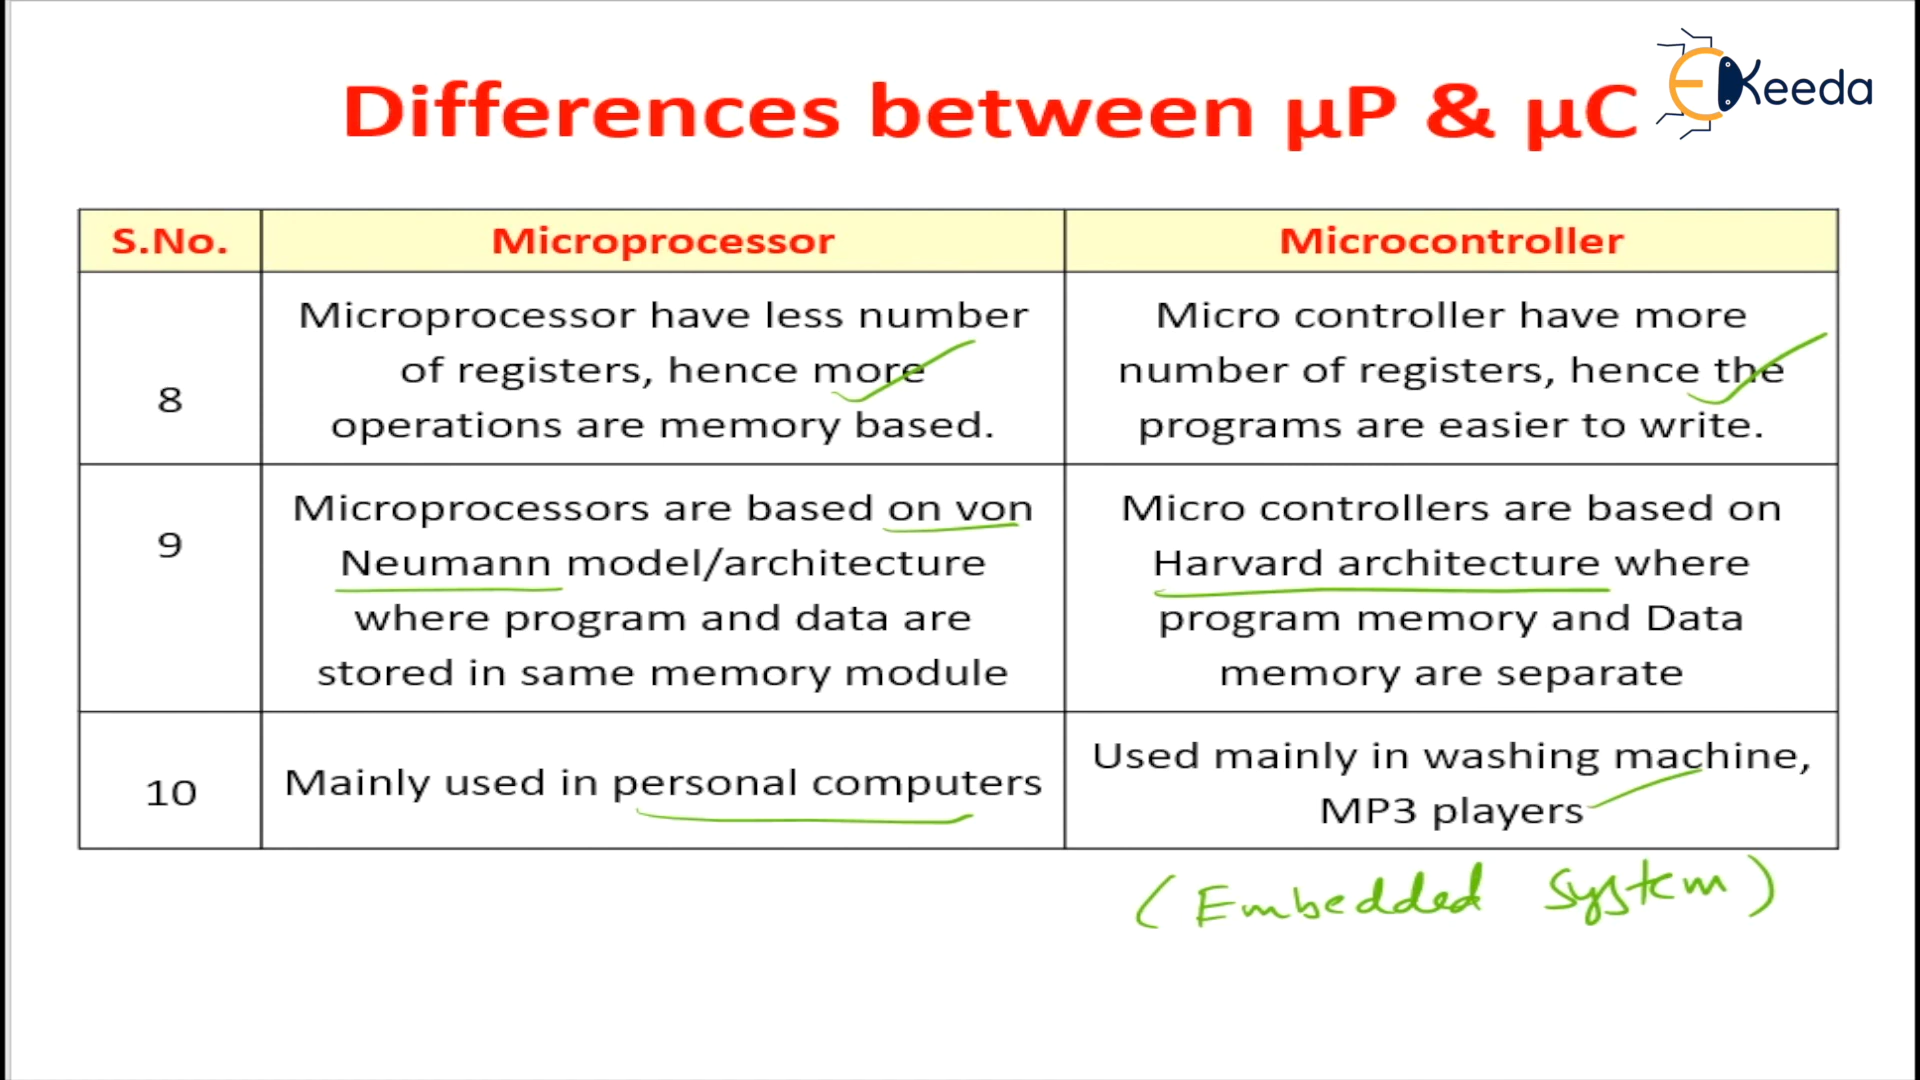 Differences between µP & µC
EKeeda
S.No.
Microprocessor
Microcontroller
8
Microprocessor have less number
of registers, hence more
operations are memory based.
Micro controller have more
number of registers, hence the
programs are easier to write.
9
Microprocessors are based on von
Neumann model/architecture
where program and data are
stored in same memory module
Micro controllers are based on
Harvard architecture where
program memory and Data
memory are separate
10
Mainly used in personal computers
Used mainly in washing machine,
MP3 players
(Embedded System)